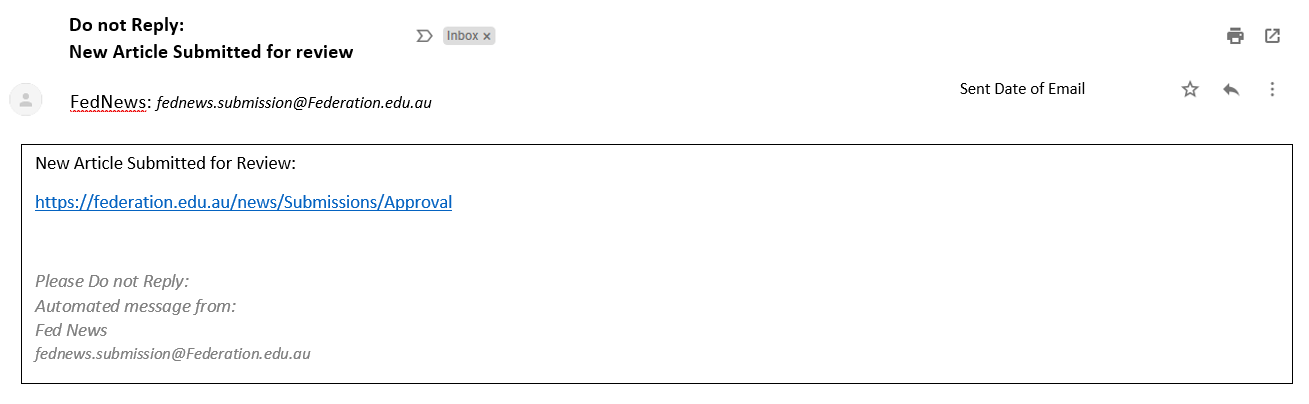 Do not Reply:
New Article Submitted for review
Inbox ×
FedNews: fednews.submission@Federation.edu.au
Sent Date of Email
New Article Submitted for Review:
https://federation.edu.au/news/Submissions/Approval
Please Do not Reply:
Automated message from:
Fed News
fednews.submission@Federation.edu.au